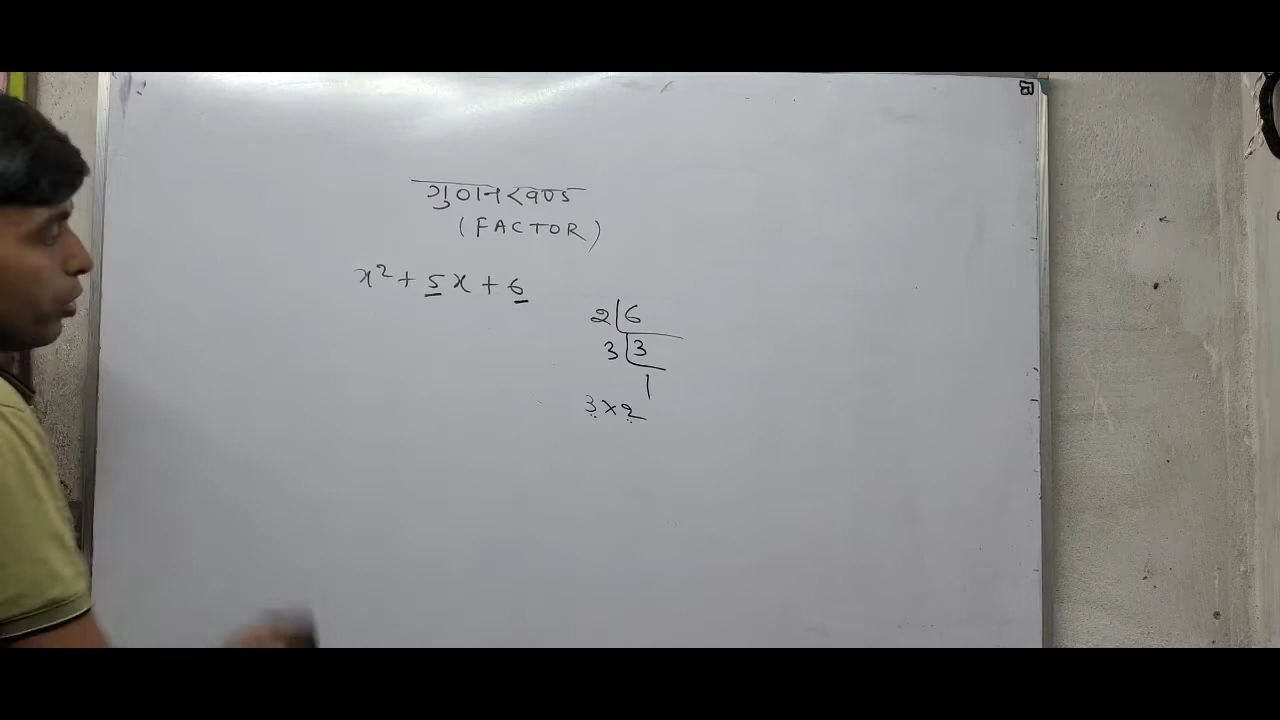 गुणनखण्ड
(FACTOR)
x² + 5x + 6
2 | 6
3 | 3
1
3 × 2